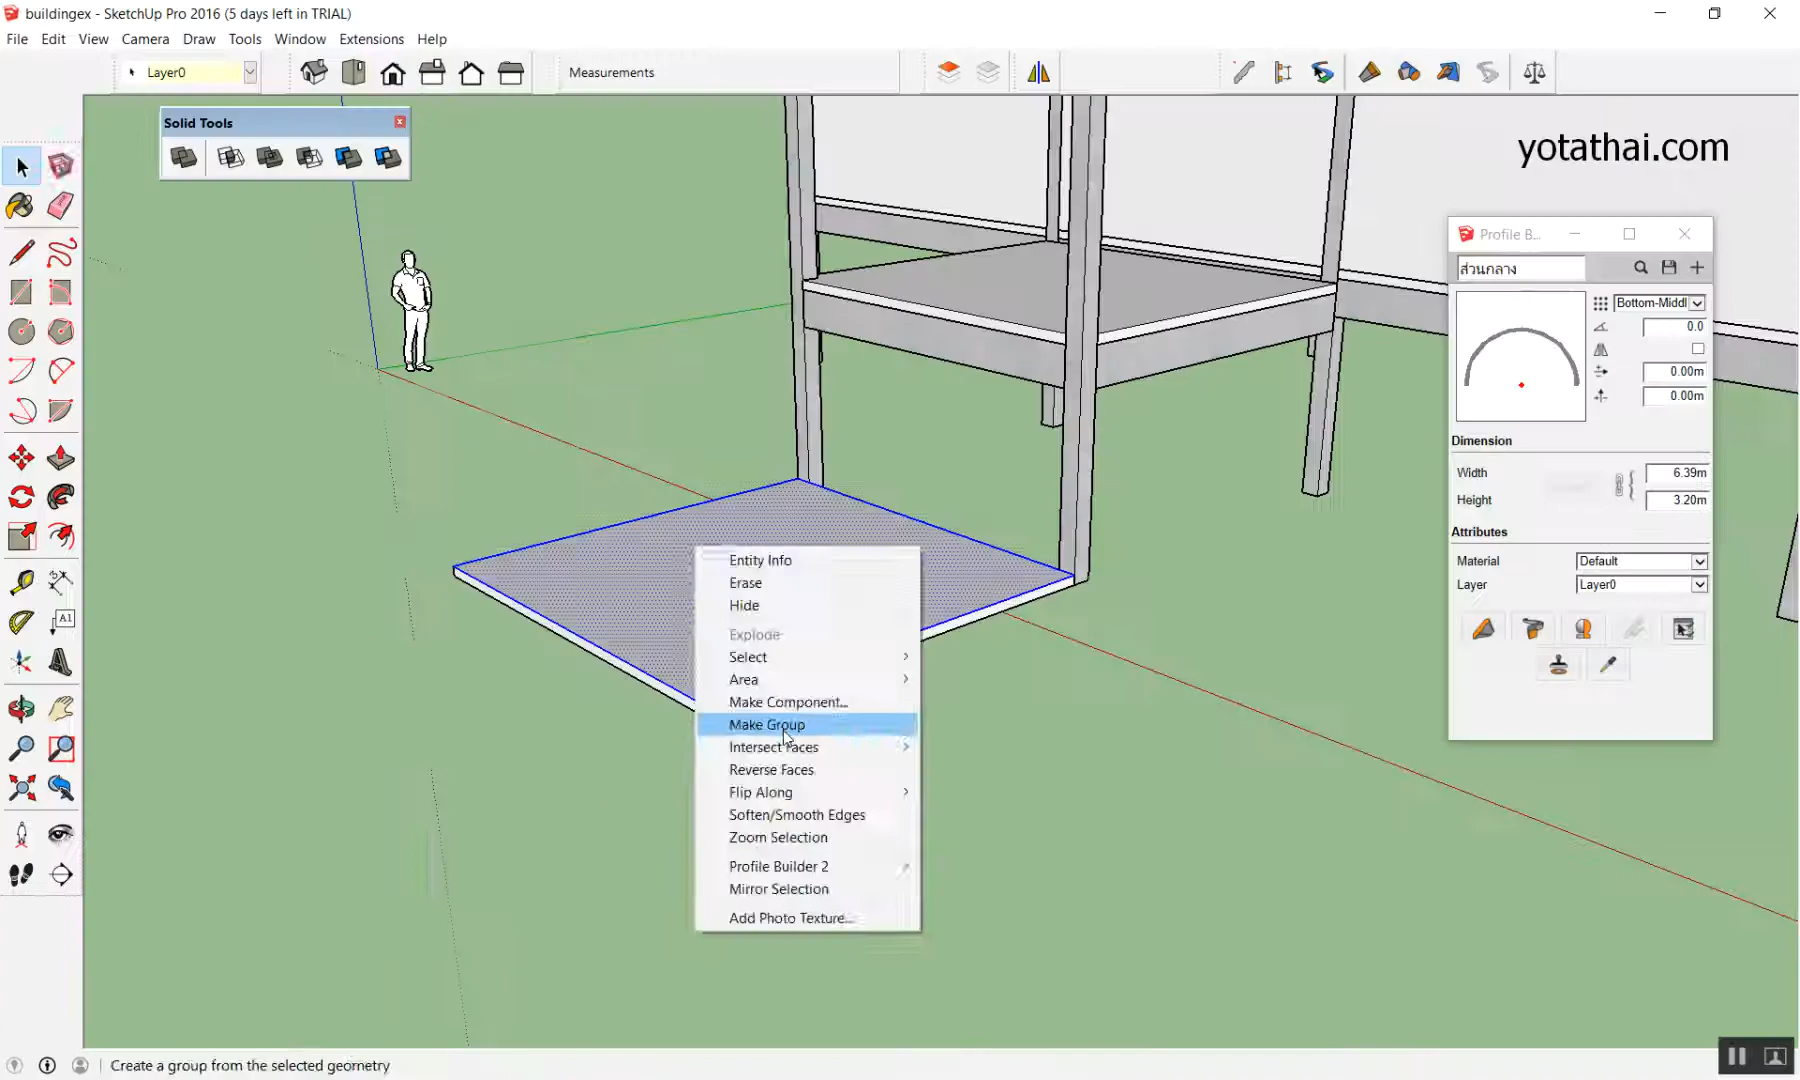 buildingex - SketchUp Pro 2016 (5 days left in TRIAL)
File Edit View Camera Draw Tools Window Extensions Help
Layer0
Measurements
Solid Tools
yotathai.com
Profile B...
ส่วนกลาง
Bottom-Middl
0.0
0.00m
0.00m
Dimension
Width 6.39m
Height 3.20m
Attributes
Material Default
Layer Layer0
Entity Info
Erase
Hide
Explode
Select
Area
Make Component...
Make Group
Intersect Faces
Reverse Faces
Flip Along
Soften/Smooth Edges
Zoom Selection
Profile Builder 2
Mirror Selection
Add Photo Texture...
A1
Create a group from the selected geometry